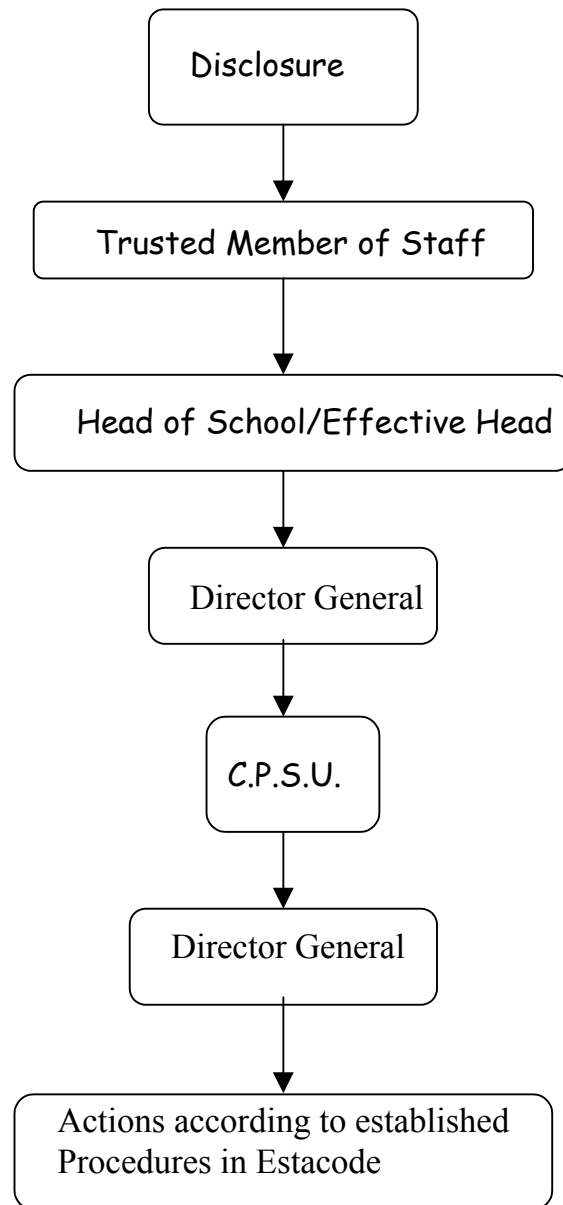 Disclosure
Trusted Member of Staff
Head of School/Effective Head
Director General
C.P.S.U.
Director General
Actions according to established
Procedures in Estacode